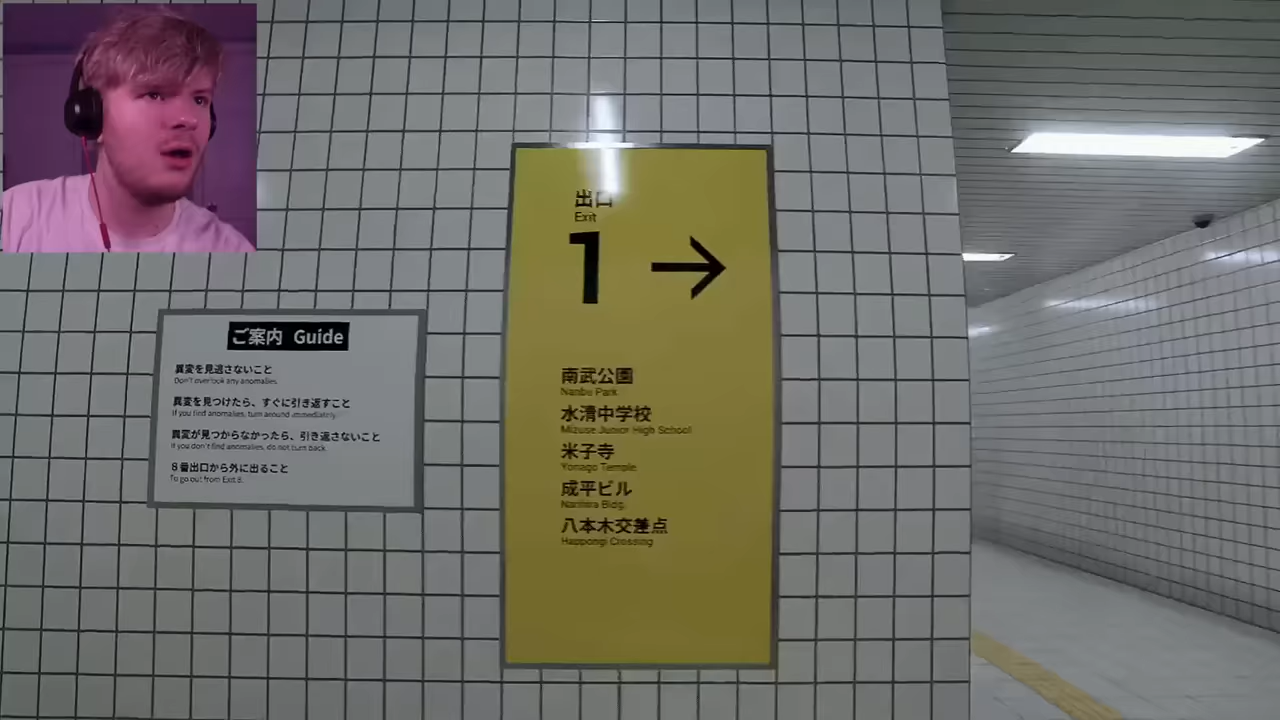 ご案内 Guide
異変を見逃さないこと
Don't overlook any anomalies.
異変を見つけたら、すぐに引き返すこと
If you find anomalies, turn around immediately.
異変が見つからなかったら、引き返さないこと
If you don't find anomalies, do not turn back.
8番出口から外に出ること
To go out from Exit 8.
出口
Exit
1 →
南武公園
Nanbu Park
水清中学校
Mizuse Junior High School
米子寺
Yonago Temple
成平ビル
Narihira Bldg.
八本木交差点
Happongi Crossing